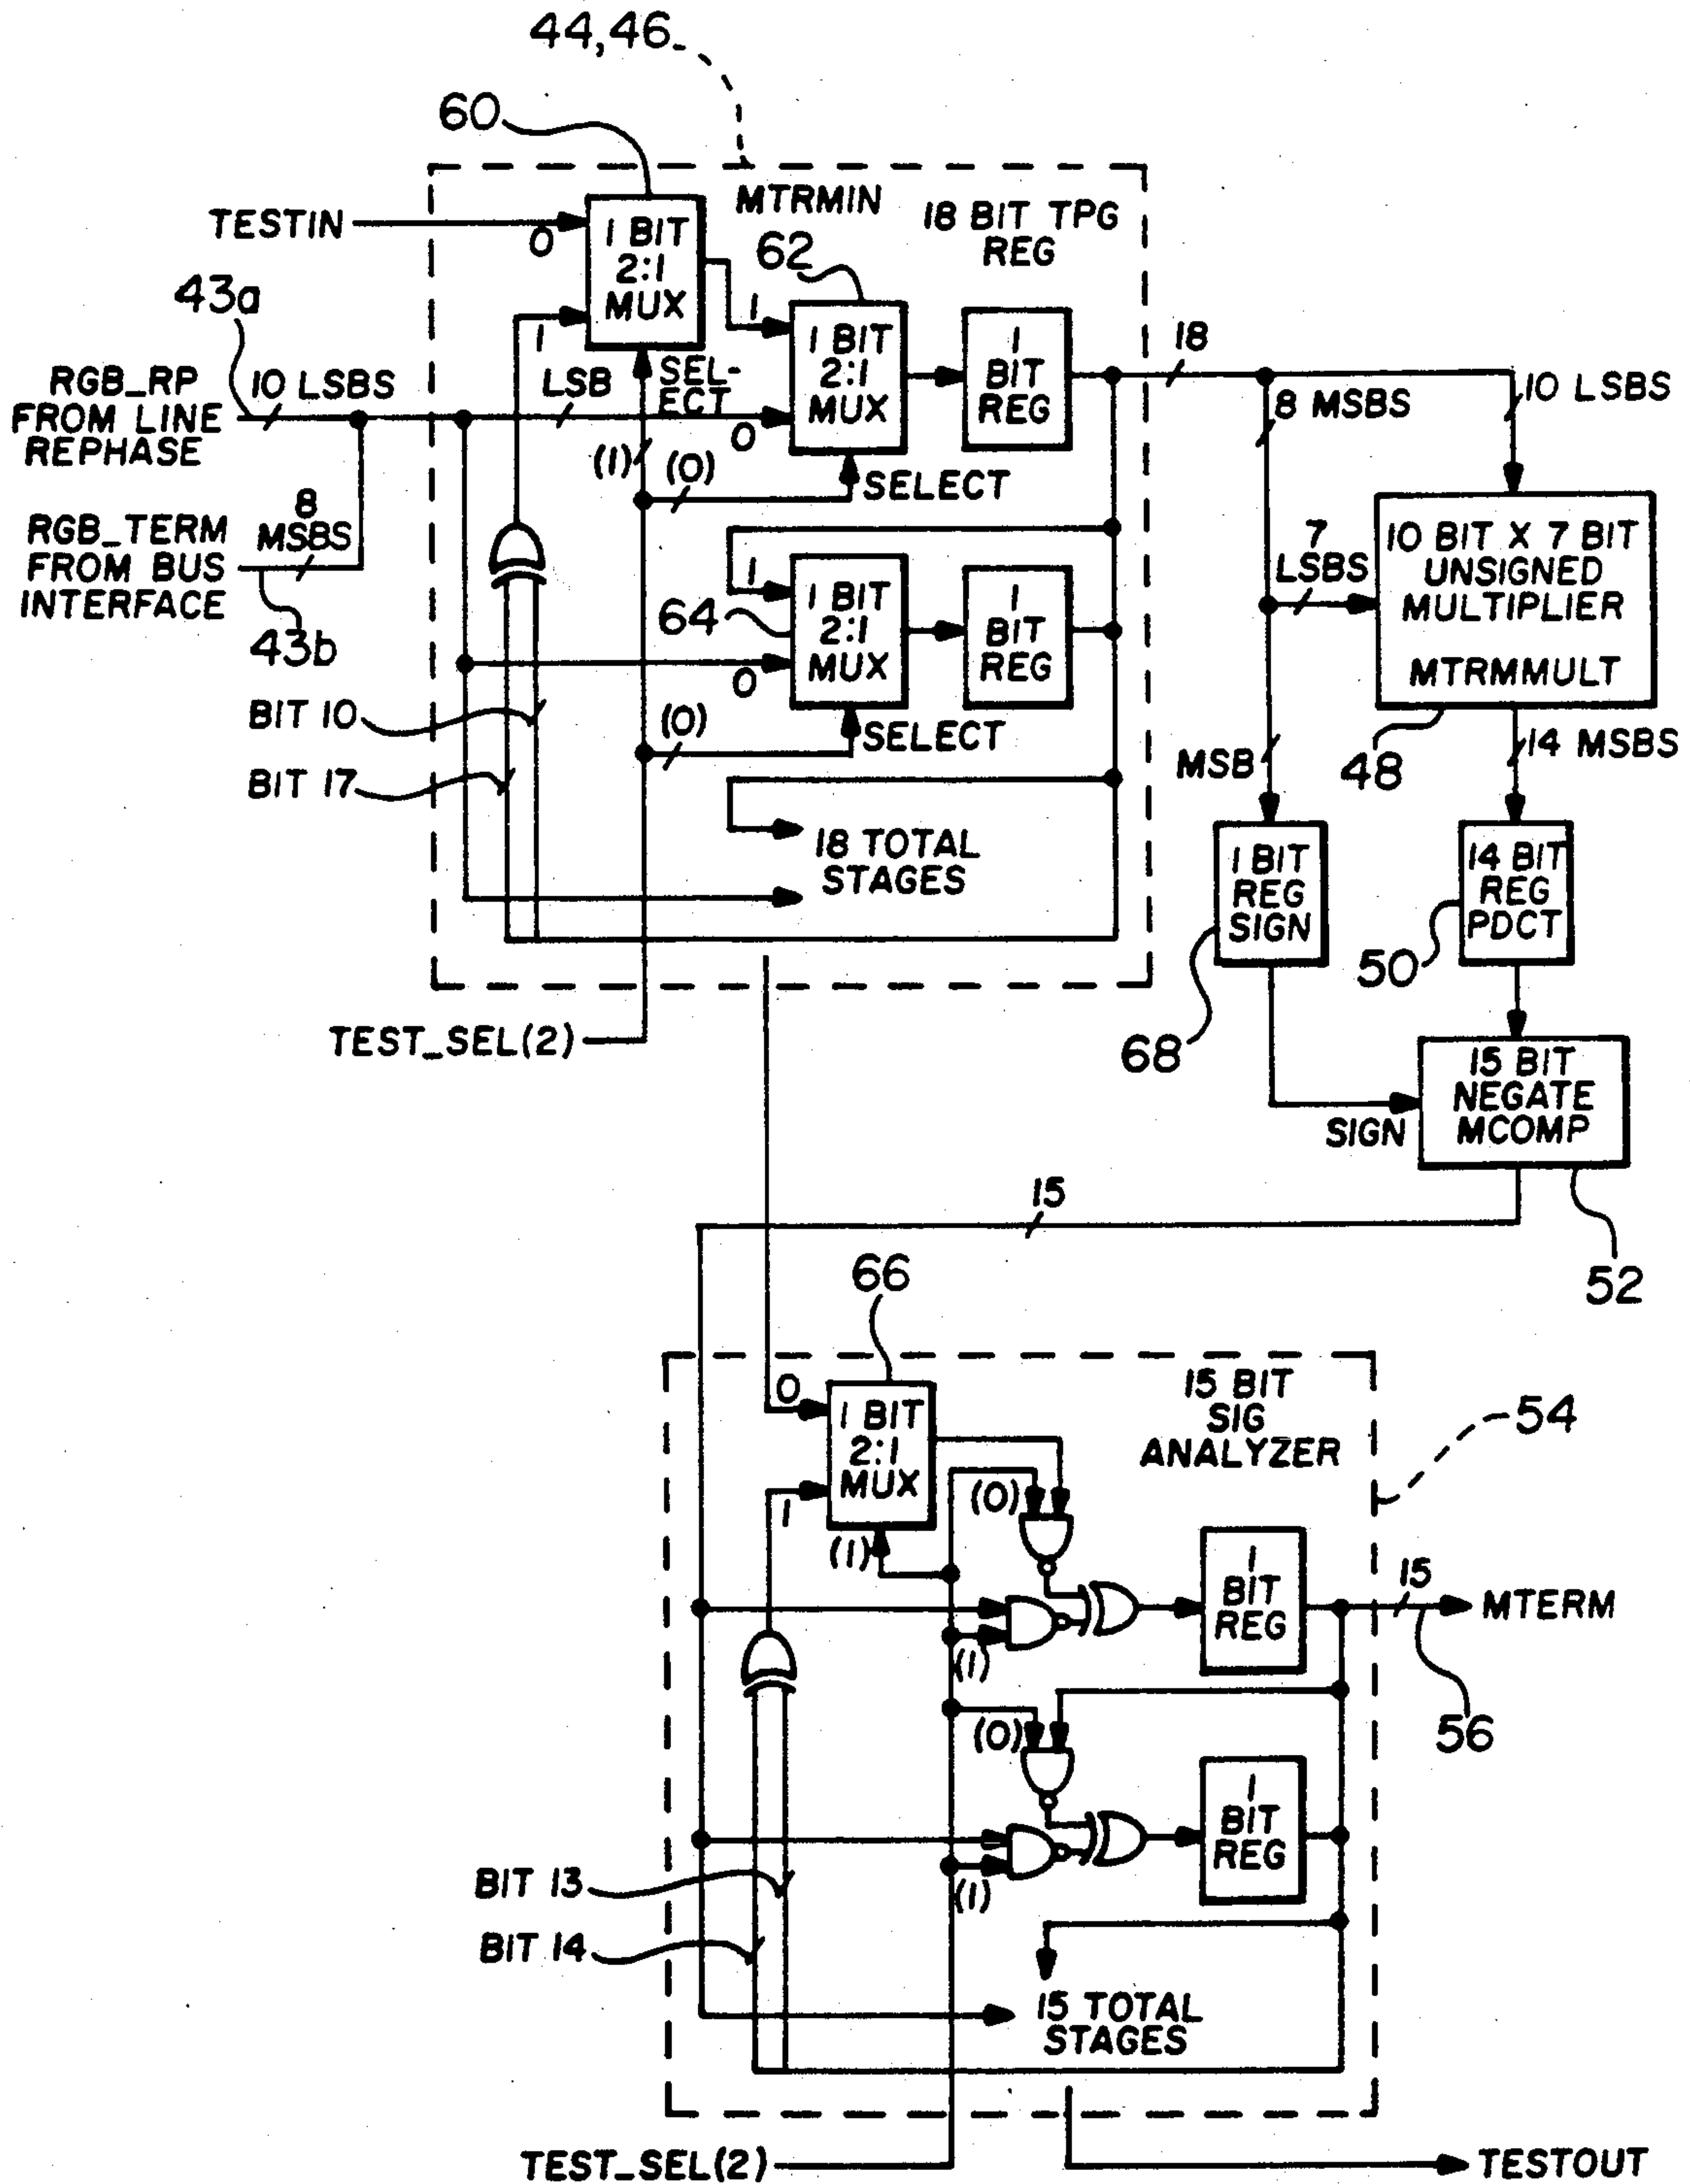 44,46
60
MTRMIN
18 BIT TPG
REG
TESTIN
0
1 BIT
2:1
MUX
62
43a
1
1
RGB_RP
FROM LINE
REPHASE
10 LSBS
LSB
SEL-
ECT
0
1 BIT
2:1
MUX
1
BIT
REG
18
8 MSBS
10 LSBS
(1)
(0)
SELECT
RGB_TERM
FROM BUS
INTERFACE
8
MSBS
43b
64
1
1 BIT
2:1
MUX
0
1
BIT
REG
7
LSBS
10 BIT X 7 BIT
UNSIGNED
MULTIPLIER
MTRMMULT
BIT 10
(0)
SELECT
BIT 17
MSB
48
14 MSBS
18 TOTAL
STAGES
1 BIT
REG
SIGN
14 BIT
REG
PDCT
50
68
TEST_SEL(2)
15 BIT
NEGATE
MCOMP
SIGN
15
52
66
0
1 BIT
2:1
MUX
15 BIT
SIG
ANALYZER
54
1
(0)
(1)
1
BIT
REG
15
MTERM
(1)
56
(0)
1
BIT
REG
BIT 13
(1)
BIT 14
15 TOTAL
STAGES
TEST_SEL(2)
TESTOUT